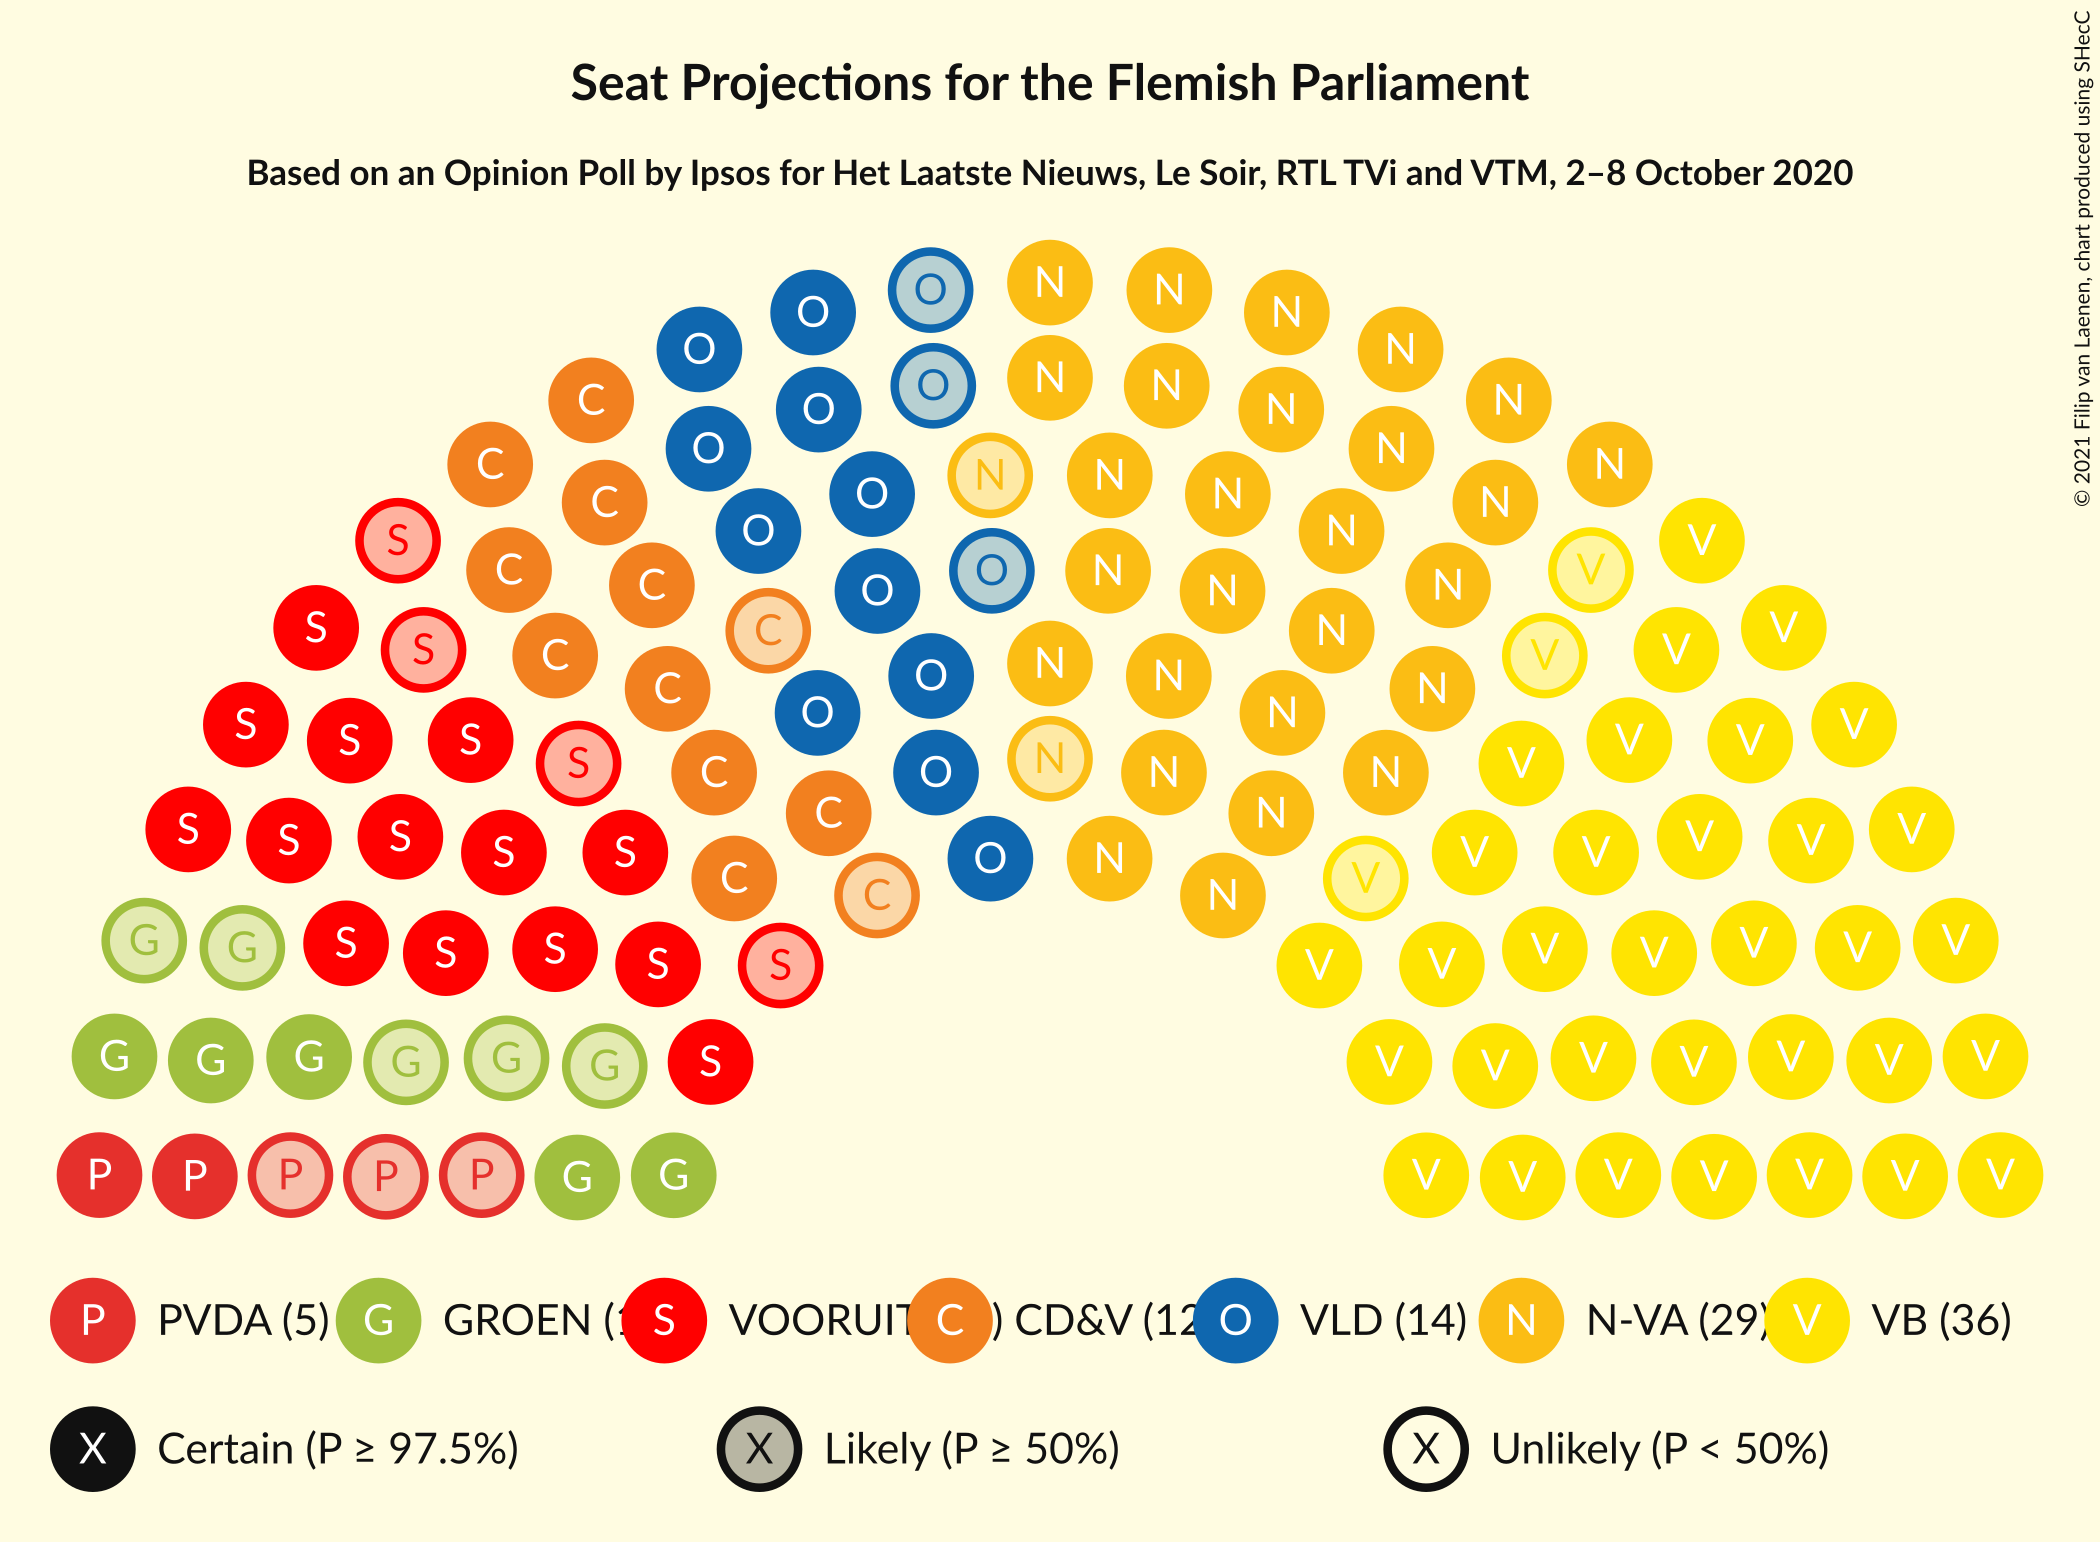 Seat Projections for the Flemish Parliament
Based on an Opinion Poll by Ipsos for Het Laatste Nieuws, Le Soir, RTL TVi and VTM, 2–8 October 2020
© 2021 Filip van Laenen, chart produced using SHecC
O N N
O N
O N
C O O N N N
C O N N
S C O N O N N N N V
C C O O N N N N V V
S S C C C O N N N V V V
S S S S C C O O N N N N V V V V
S S S S S C C O N N N V V V V V
G G S S S S S C C O N N V V V V V V V V
G G G G G G S V V V V V V V
P P P P P G G V V V V V V V
P PVDA (5) G GROEN ( S VOORUIT C ) CD&V (12 O VLD (14) N N-VA (29) V VB (36)
X Certain (P ≥ 97.5%) X Likely (P ≥ 50%) X Unlikely (P < 50%)